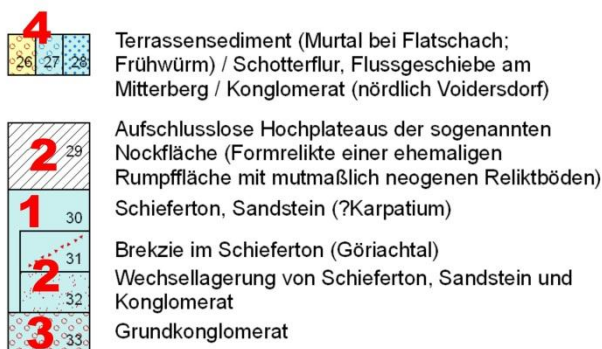 4
26 27 28
Terrassensediment (Murtal bei Flatschach;
Frühwürm) / Schotterflur, Flussgeschiebe am
Mitterberg / Konglomerat (nördlich Voidersdorf)
2 29
Aufschlusslose Hochplateaus der sogenannten
Nockfläche (Formrelikte einer ehemaligen
Rumpffläche mit mutmaßlich neogenen Reliktböden)
1 30
Schieferton, Sandstein (?Karpatium)
31
Brekzie im Schieferton (Göriachtal)
2 32
Wechsellagerung von Schieferton, Sandstein und
Konglomerat
3 33
Grundkonglomerat